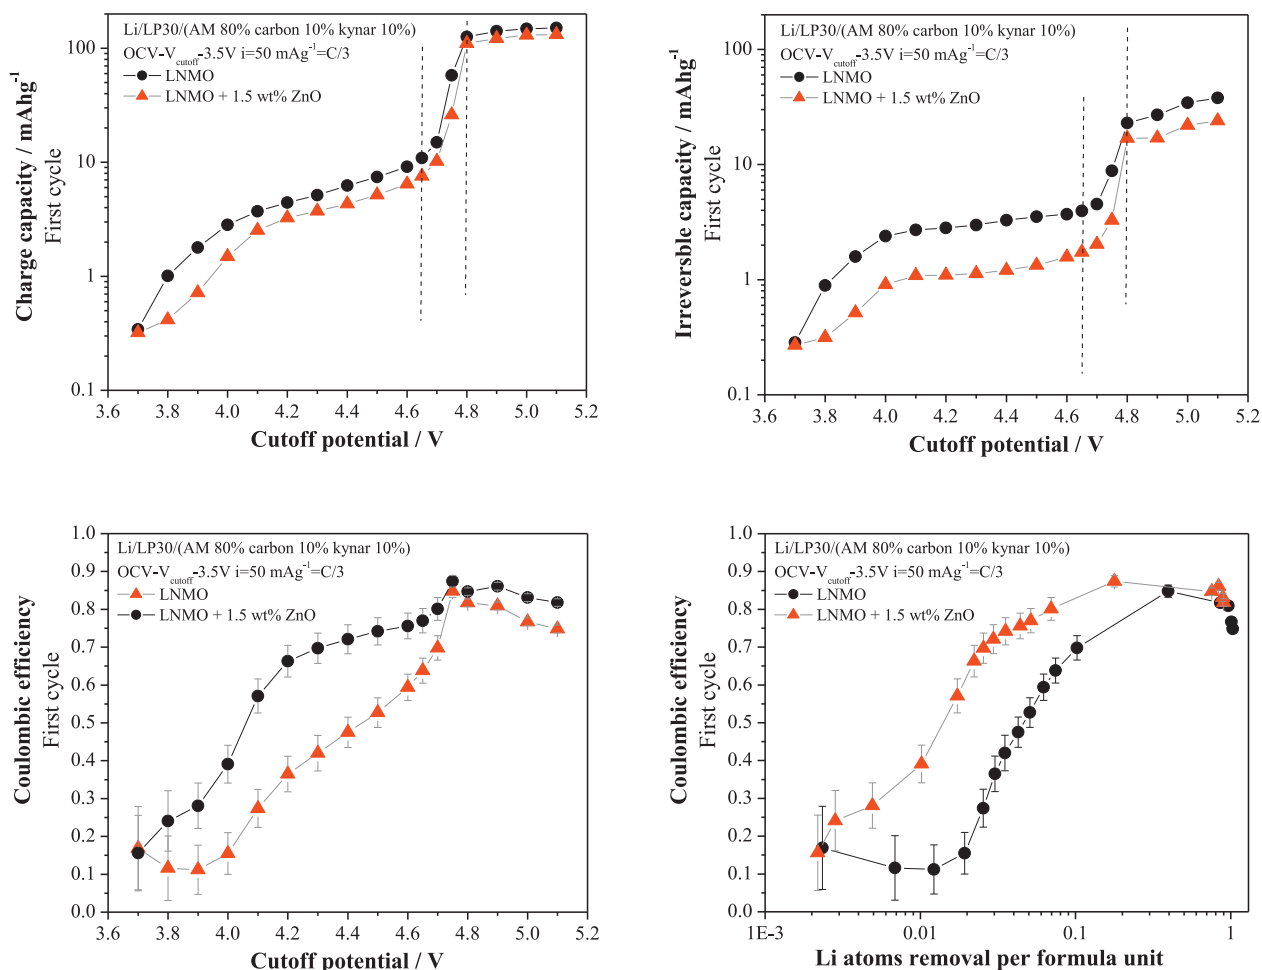 Charge capacity / mAhg-1
First cycle
Li/LP30/(AM 80% carbon 10% kynar 10%)
OCV-Vcutoff-3.5V i=50 mAg-1=C/3
LNMO
LNMO + 1.5 wt% ZnO
100
10
1
0.1
3.6 3.8 4.0 4.2 4.4 4.6 4.8 5.0 5.2
Cutoff potential / V
Irreversble capacity / mAhg-1
First cycle
Li/LP30/(AM 80% carbon 10% kynar 10%)
OCV-Vcutoff-3.5V i=50 mAg-1=C/3
LNMO
LNMO + 1.5 wt% ZnO
100
10
1
0.1
3.6 3.8 4.0 4.2 4.4 4.6 4.8 5.0 5.2
Cutoff potential / V
Coulombic efficiency
First cycle
Li/LP30/(AM 80% carbon 10% kynar 10%)
OCV-Vcutoff-3.5V i=50 mAg-1=C/3
LNMO
LNMO + 1.5 wt% ZnO
1.0
0.9
0.8
0.7
0.6
0.5
0.4
0.3
0.2
0.1
0.0
3.6 3.8 4.0 4.2 4.4 4.6 4.8 5.0 5.2
Cutoff potential / V
Coulombic efficiency
First cycle
Li/LP30/(AM 80% carbon 10% kynar 10%)
OCV-Vcutoff-3.5V i=50 mAg-1=C/3
LNMO
LNMO + 1.5 wt% ZnO
1.0
0.9
0.8
0.7
0.6
0.5
0.4
0.3
0.2
0.1
0.0
1E-3 0.01 0.1 1
Li atoms removal per formula unit